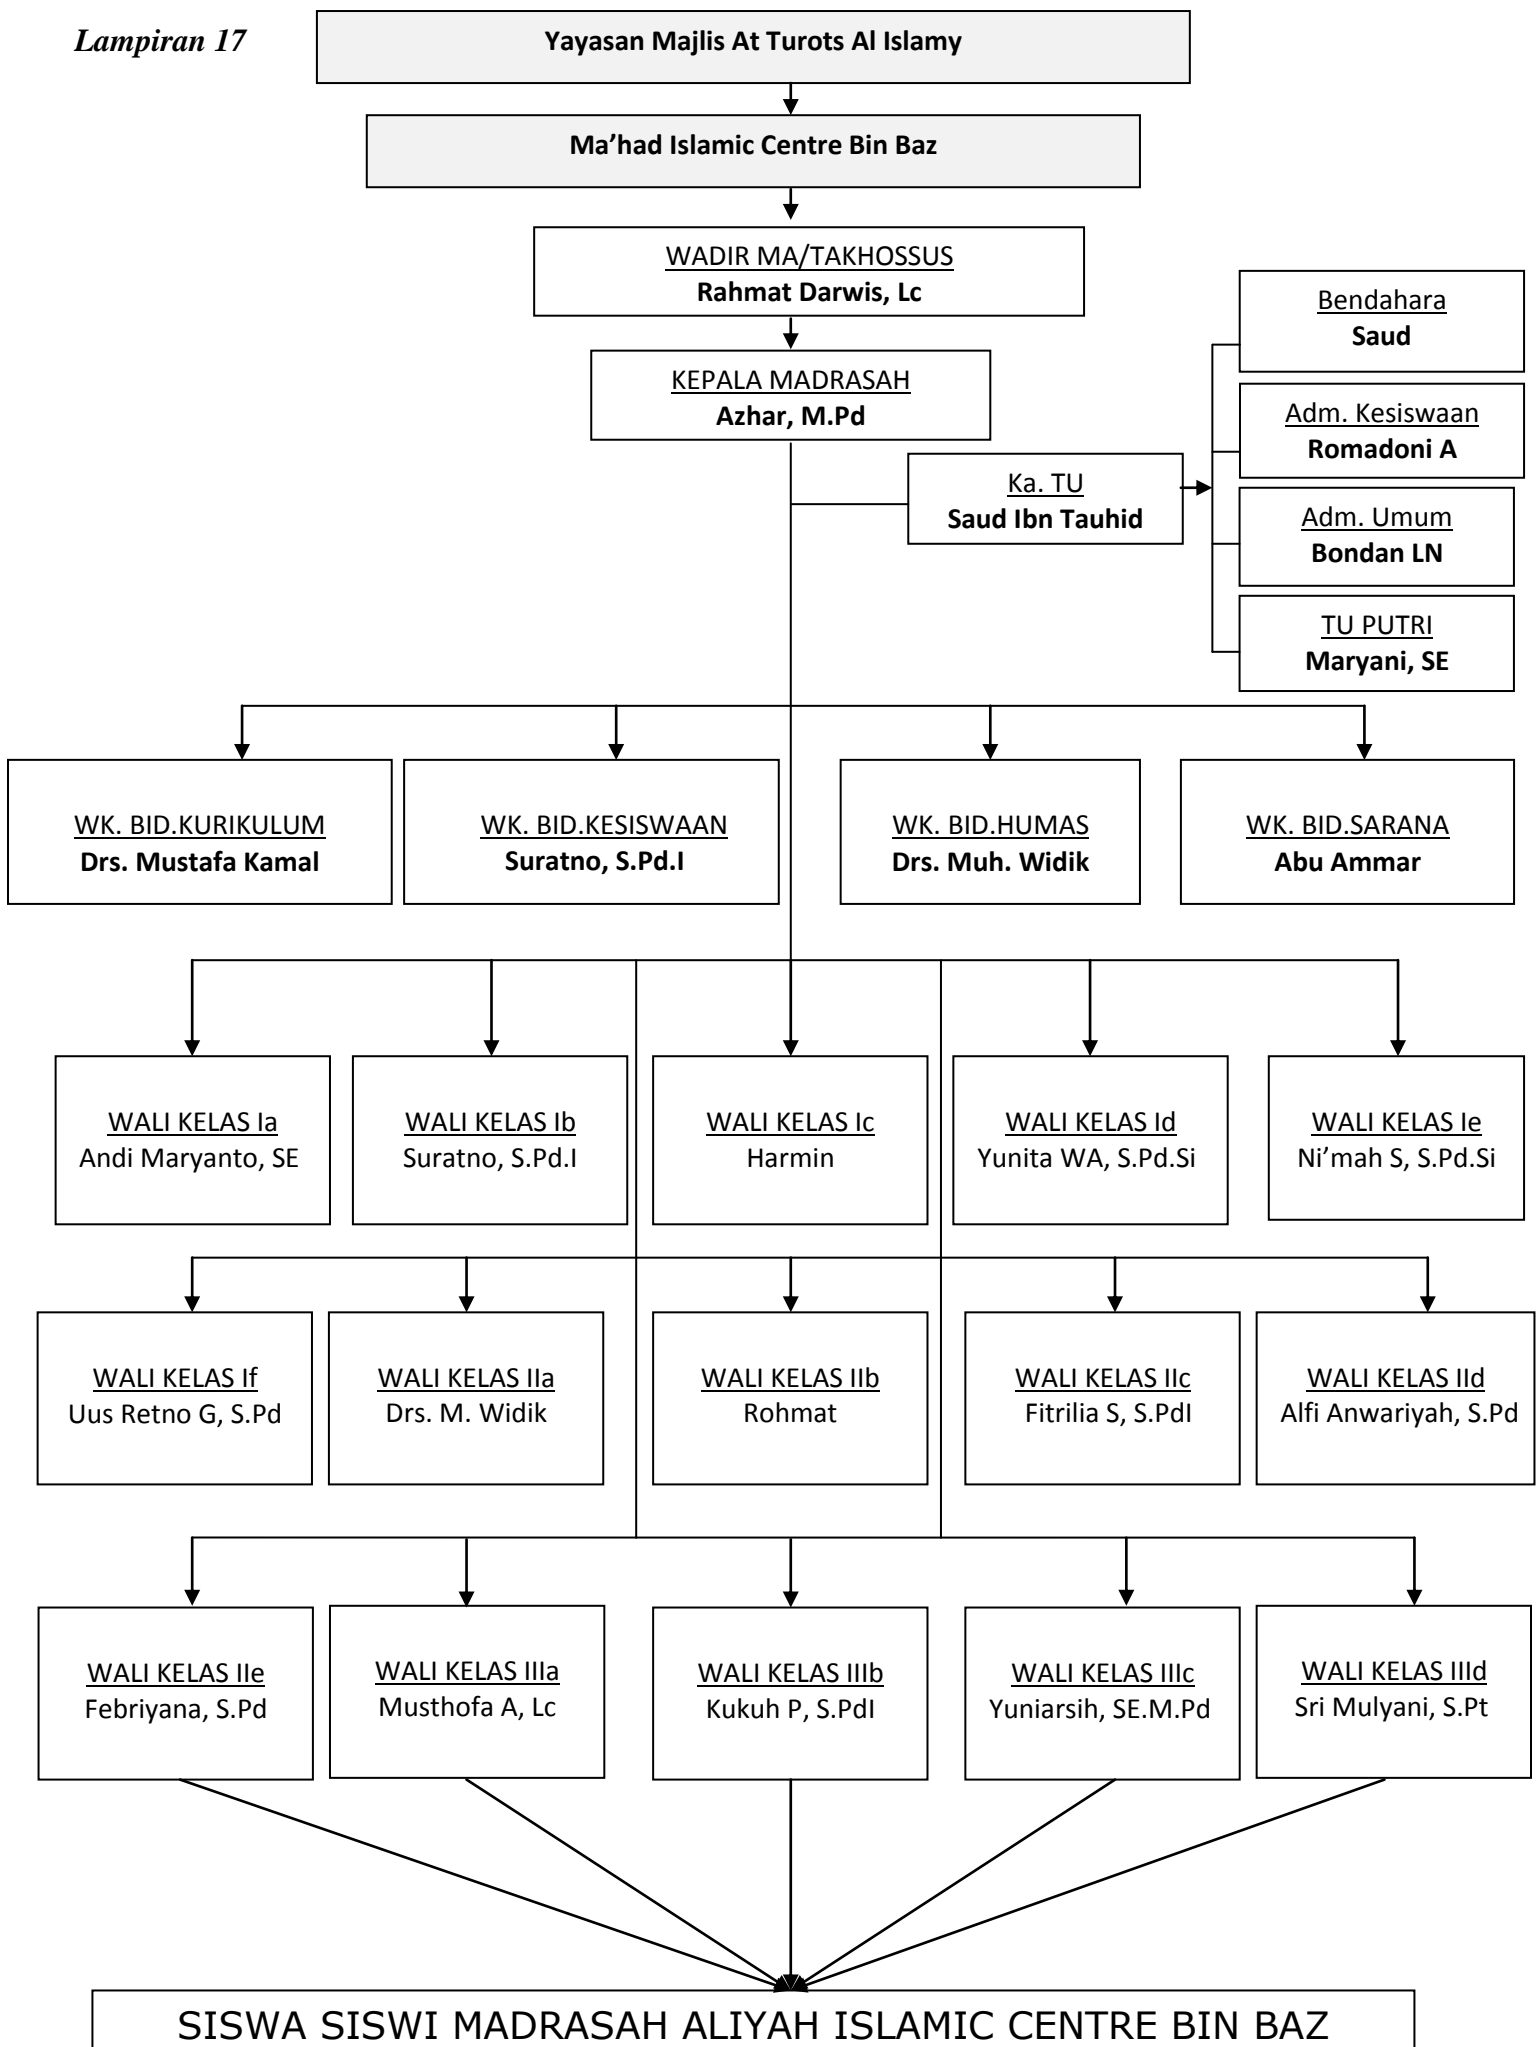 Lampiran 17
Yayasan Majlis At Turots Al Islamy
Ma’had Islamic Centre Bin Baz
WADIR MA/TAKHOSSUS
Rahmat Darwis, Lc
KEPALA MADRASAH
Azhar, M.Pd
Ka. TU
Saud Ibn Tauhid
Bendahara
Saud
Adm. Kesiswaan
Romadoni A
Adm. Umum
Bondan LN
TU PUTRI
Maryani, SE
WK. BID.KURIKULUM
Drs. Mustafa Kamal
WK. BID.KESISWAAN
Suratno, S.Pd.I
WK. BID.HUMAS
Drs. Muh. Widik
WK. BID.SARANA
Abu Ammar
WALI KELAS Ia
Andi Maryanto, SE
WALI KELAS Ib
Suratno, S.Pd.I
WALI KELAS Ic
Harmin
WALI KELAS Id
Yunita WA, S.Pd.Si
WALI KELAS Ie
Ni’mah S, S.Pd.Si
WALI KELAS If
Uus Retno G, S.Pd
WALI KELAS IIa
Drs. M. Widik
WALI KELAS IIb
Rohmat
WALI KELAS IIc
Fitrilia S, S.PdI
WALI KELAS IId
Alfi Anwariyah, S.Pd
WALI KELAS IIe
Febriyana, S.Pd
WALI KELAS IIIa
Musthofa A, Lc
WALI KELAS IIIb
Kukuh P, S.PdI
WALI KELAS IIIc
Yuniarsih, SE.M.Pd
WALI KELAS IIId
Sri Mulyani, S.Pt
SISWA SISWI MADRASAH ALIYAH ISLAMIC CENTRE BIN BAZ